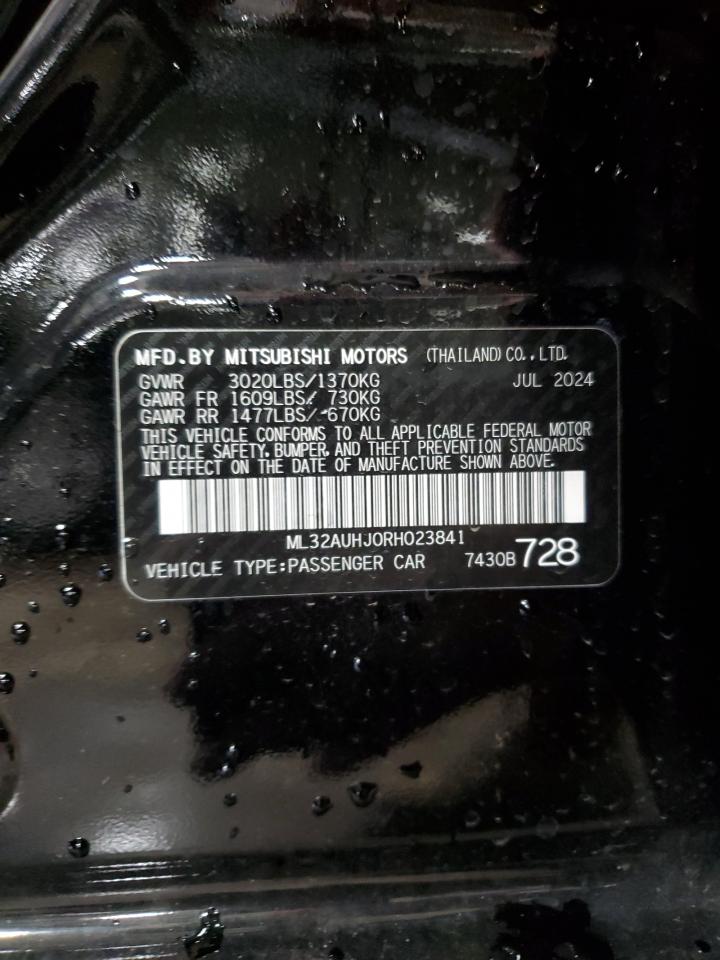 MFD.BY MITSUBISHI MOTORS (THAILAND)CO.,LTD.
GVWR 3020LBS/1370KG JUL 2024
GAWR FR 1609LBS/ 730KG
GAWR RR 1477LBS/ 670KG
THIS VEHICLE CONFORMS TO ALL APPLICABLE FEDERAL MOTOR
VEHICLE SAFETY, BUMPER, AND THEFT PREVENTION STANDARDS
IN EFFECT ON THE DATE OF MANUFACTURE SHOWN ABOVE.
ML32AUHJ0RH023841
VEHICLE TYPE:PASSENGER CAR 7430B728